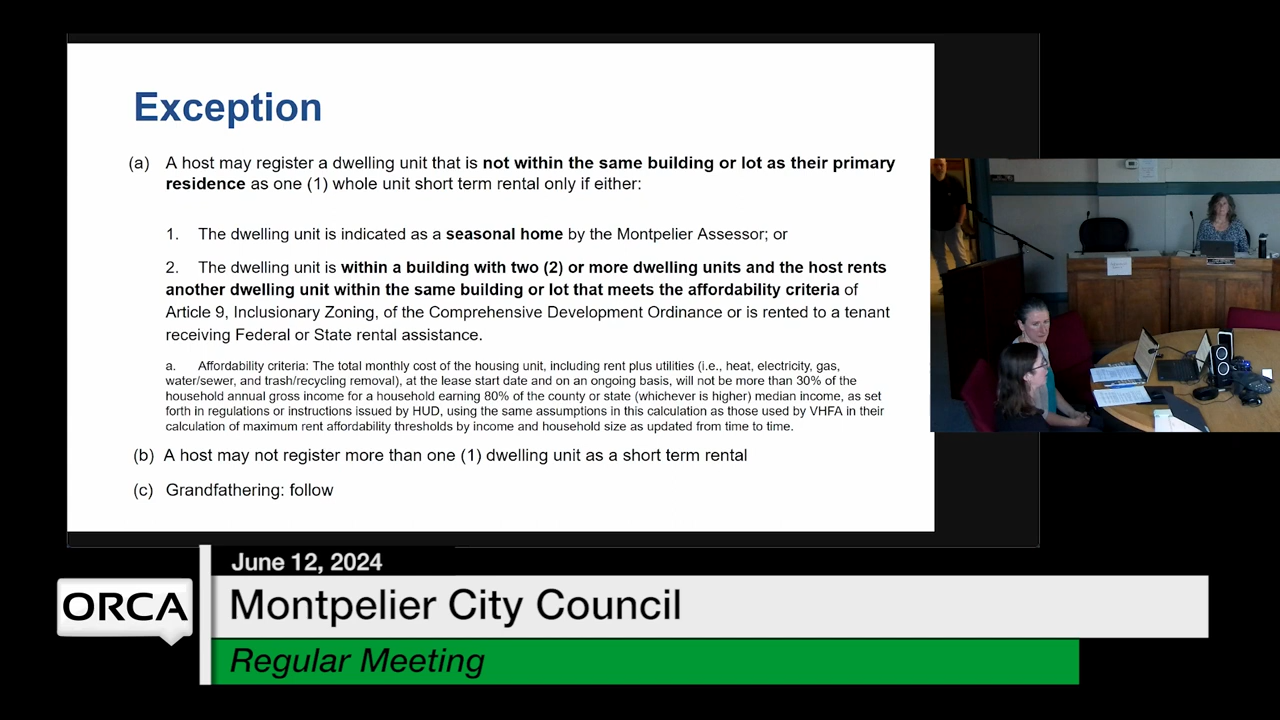 Exception
(a) A host may register a dwelling unit that is not within the same building or lot as their primary
residence as one (1) whole unit short term rental only if either:
1. The dwelling unit is indicated as a seasonal home by the Montpelier Assessor; or
2. The dwelling unit is within a building with two (2) or more dwelling units and the host rents
another dwelling unit within the same building or lot that meets the affordability criteria of
Article 9, Inclusionary Zoning, of the Comprehensive Development Ordinance or is rented to a tenant
receiving Federal or State rental assistance.
a. Affordability criteria: The total monthly cost of the housing unit, including rent plus utilities (i.e., heat, electricity, gas,
water/sewer, and trash/recycling removal), at the lease start date and on an ongoing basis, will not be more than 30% of the
household annual gross income for a household earning 80% of the county or state (whichever is higher) median income, as set
forth in regulations or instructions issued by HUD, using the same assumptions in this calculation as those used by VHFA in their
calculation of maximum rent affordability thresholds by income and household size as updated from time to time.
(b) A host may not register more than one (1) dwelling unit as a short term rental
(c) Grandfathering: follow
June 12, 2024
ORCA
Montpelier City Council
Regular Meeting